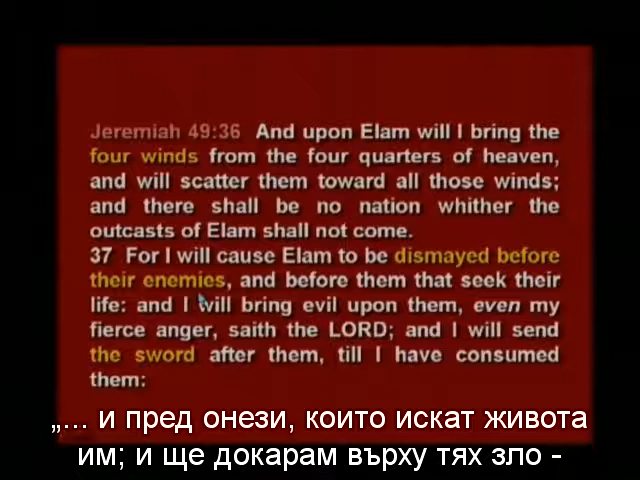 Jeremiah 49:36 And upon Elam will I bring the
four winds from the four quarters of heaven,
and will scatter them toward all those winds;
and there shall be no nation whither the
outcasts of Elam shall not come.
37 For I will cause Elam to be dismayed before
their enemies, and before them that seek their
life: and I will bring evil upon them, even my
fierce anger, saith the LORD; and I will send
the sword after them, till I have consumed
them:
„... и пред онези, които искат живота
им; и ще докарам върху тях зло -